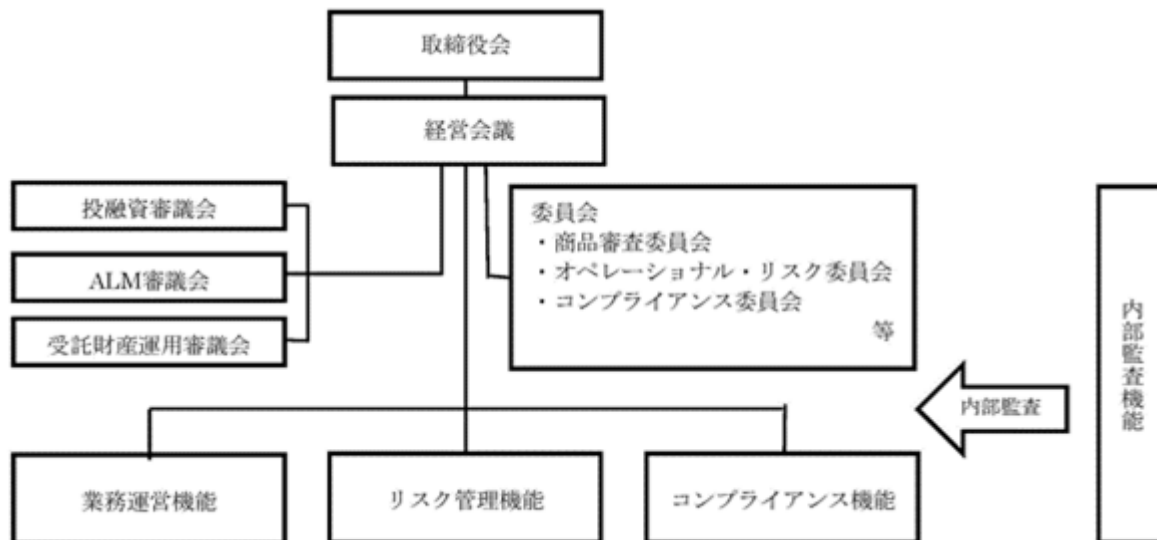 取締役会
経営会議
投融資審議会
ALM審議会
受託財産運用審議会
委員会
・商品審査委員会
・オペレーショナル・リスク委員会
・コンプライアンス委員会
等
内部監査機能
内部監査
業務運営機能
リスク管理機能
コンプライアンス機能